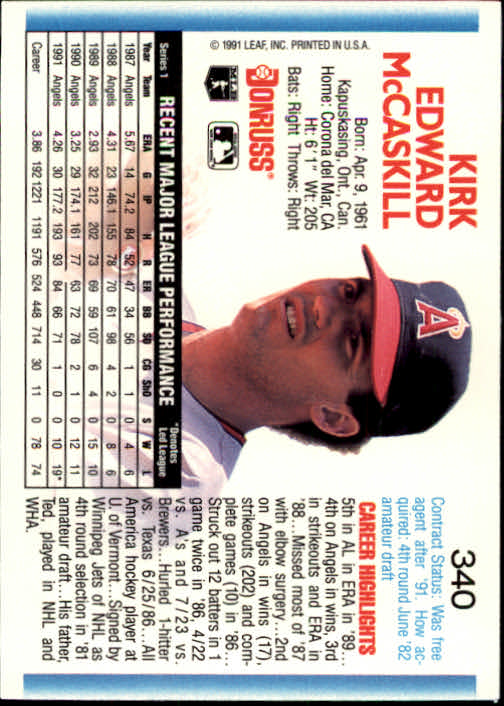 340
KIRK
EDWARD
McCASKILL
Born: Apr. 9, 1961
Kapuskasing, Ont., Can.
Home: Corona del Mar, CA
Ht: 6'1" Wt: 205
Bats: Right Throws: Right
DONRUSS®
© 1991 LEAF, INC. PRINTED IN U.S.A.
A
Contract Status: Was free
agent after '91. How ac-
quired: 4th round June '82
amateur draft
CAREER HIGHLIGHTS
5th in AL in ERA in '89...
4th on Angels in wins, 3rd
in strikeouts and ERA in
'88...Missed most of '87
with elbow surgery...2nd
on Angels in wins (17),
strikeouts (202) and com-
plete games (10) in '86...
Struck out 12 batters in 1
game twice in '86, 4/22
vs. A's and 7/23 vs.
Brewers...Hurled 1-hitter
vs. Texas 6/25/86...All
America hockey player at
U. of Vermont....Signed by
Winnipeg Jets of NHL as
4th round selection in '81
amateur draft....His father,
Ted, played in NHL and
WHA.
Series 1
RECENT MAJOR LEAGUE PERFORMANCE
*Denotes
Led League
Year Team ERA G IP H R ER BB SO CG ShO S W L
1987 Angels 5.67 14 74.2 84 52 47 34 56 1 1 0 4 6
1988 Angels 4.31 23 146.1 155 78 70 61 98 4 2 0 8 6
1989 Angels 2.93 32 212 202 73 69 59 107 6 4 0 15 10
1990 Angels 3.25 29 174.1 161 77 63 72 78 2 1 0 12 11
1991 Angels 4.26 30 177.2 193 93 84 66 71 1 0 0 10 19*
Career 3.86 192 1221 1191 576 524 448 714 30 11 0 78 74